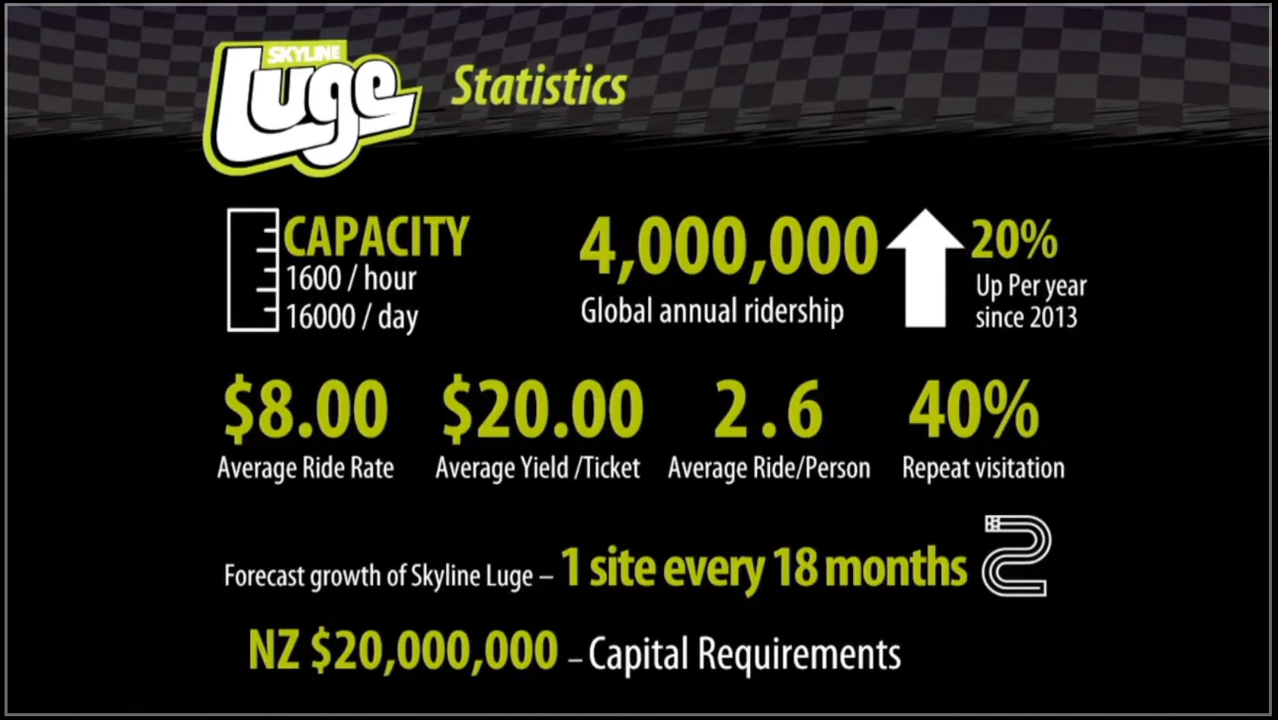 SKYLINE
Luge
Statistics
CAPACITY
1600 / hour
16000 / day
4,000,000
Global annual ridership
20%
Up Per year
since 2013
$8.00
Average Ride Rate
$20.00
Average Yield /Ticket
2.6
Average Ride/Person
40%
Repeat visitation
Forecast growth of Skyline Luge – 1 site every 18 months
NZ $20,000,000 – Capital Requirements